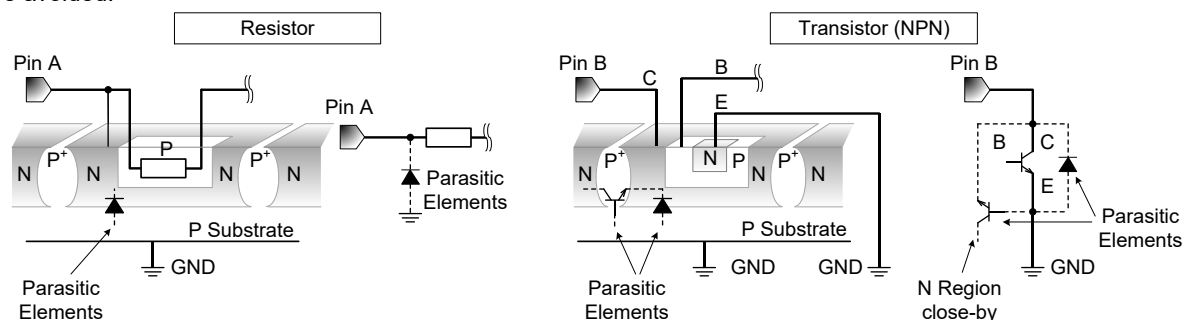 Resistor
Transistor (NPN)
Pin A
Pin A
P
N
P+
N
N
P+
N
Parasitic
Elements
P Substrate
GND
Parasitic
Elements
Pin B
C
B
E
N
P+
N
N
P
N
P+
N
P Substrate
GND
GND
Parasitic
Elements
Pin B
B
C
E
Parasitic
Elements
GND
N Region
close-by